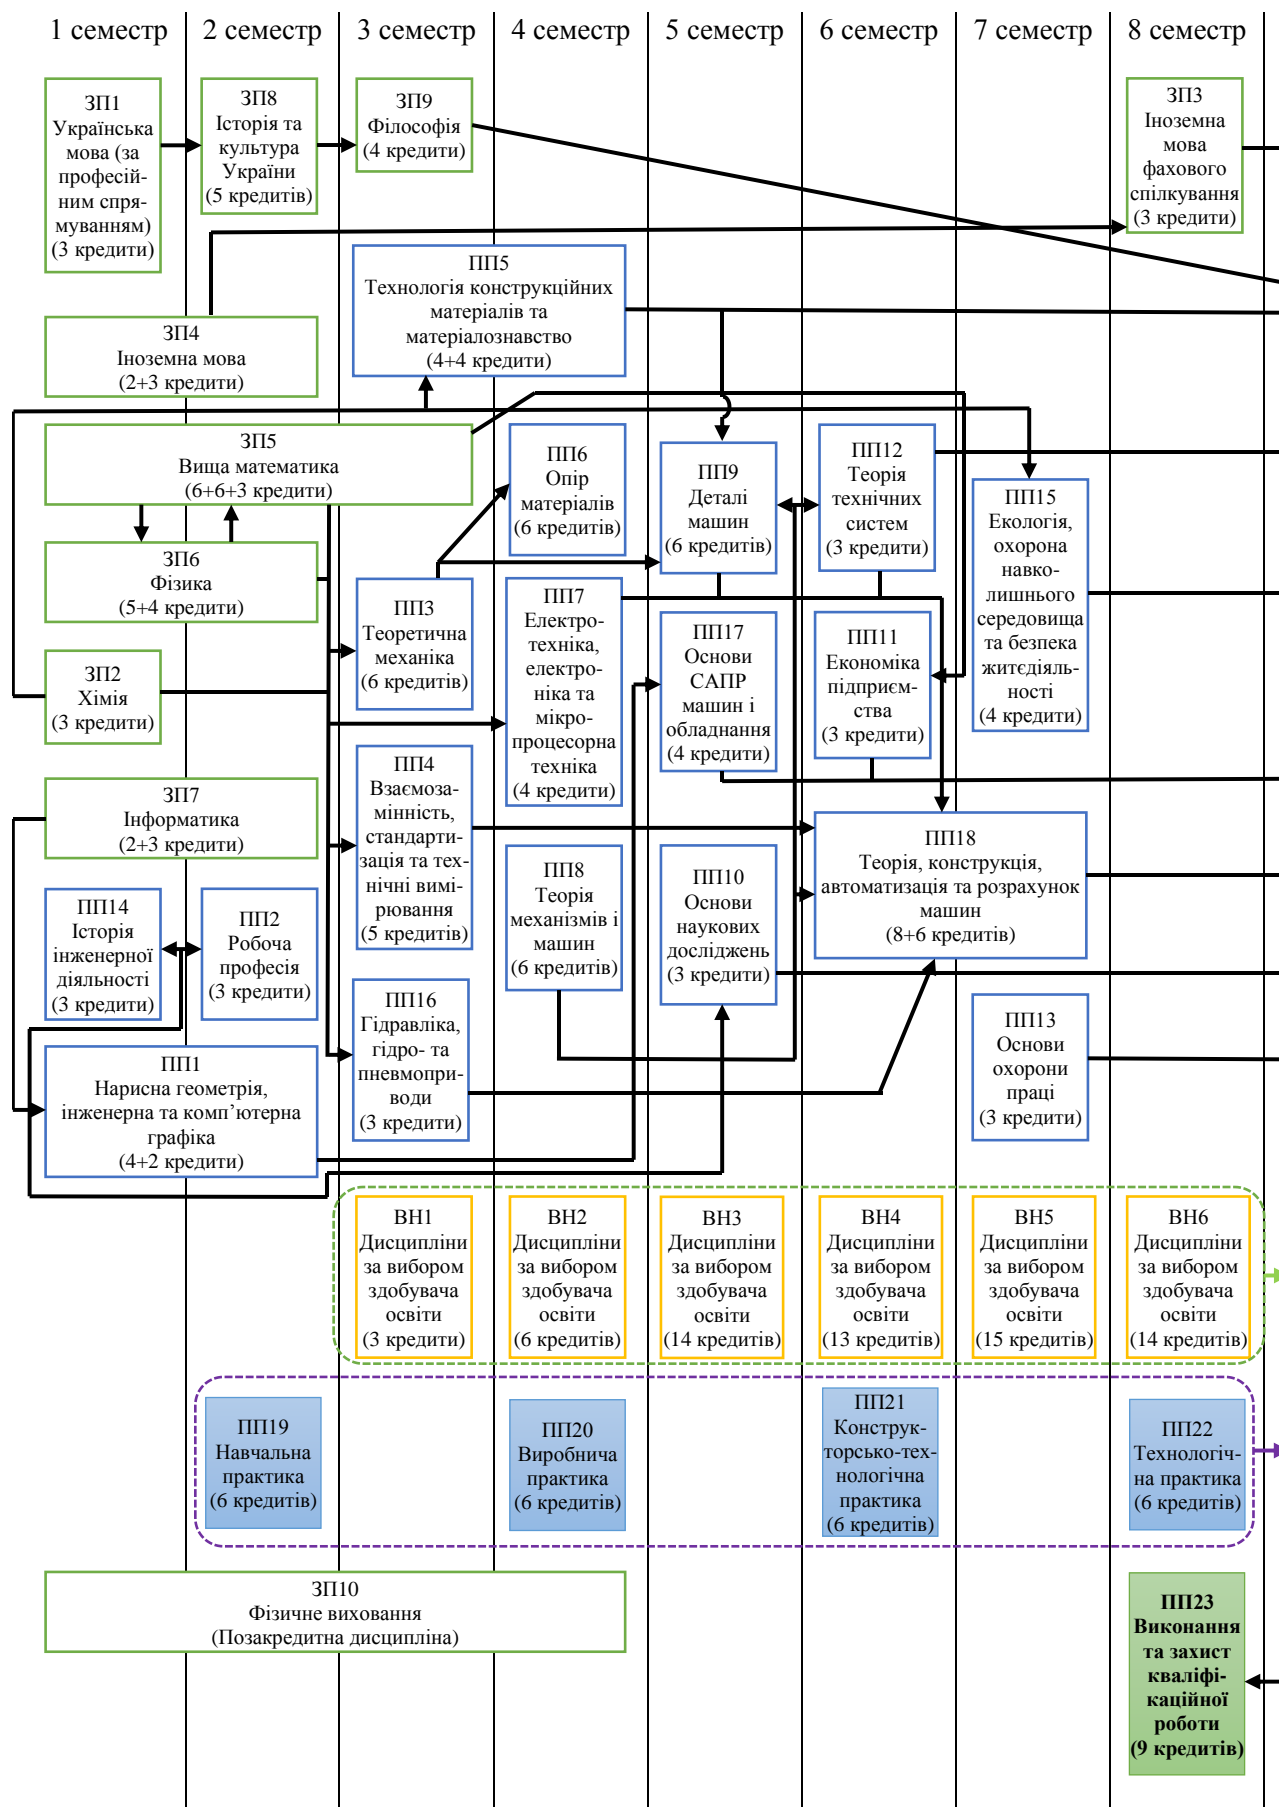 1 семестр
2 семестр
3 семестр
4 семестр
5 семестр
6 семестр
7 семестр
8 семестр
ЗП1
Українська
мова (за
професій-
ним спря-
муванням)
(3 кредити)
ЗП8
Історія та
культура
України
(5 кредитів)
ЗП9
Філософія
(4 кредити)
ЗП3
Іноземна
мова
фахового
спілкування
(3 кредити)
ПП5
Технологія конструкційних
матеріалів та
матеріалознавство
(4+4 кредити)
ЗП4
Іноземна мова
(2+3 кредити)
ЗП5
Вища математика
(6+6+3 кредити)
ПП6
Опір
матеріалів
(6 кредитів)
ПП9
Деталі
машин
(6 кредитів)
ПП12
Теорія
технічних
систем
(3 кредити)
ПП15
Екологія,
охорона
навко-
лишнього
середовища
та безпека
житєдіяль-
ності
(4 кредити)
ЗП6
Фізика
(5+4 кредити)
ПП3
Теоретична
механіка
(6 кредитів)
ПП7
Електро-
техніка,
електро-
ніка та
мікро-
процесорна
техніка
(4 кредити)
ПП17
Основи
САПР
машин і
обладнання
(4 кредити)
ПП11
Економіка
підприєм-
ства
(3 кредити)
ЗП2
Хімія
(3 кредити)
ПП4
Взаємоза-
мінність,
стандарти-
зація та тех-
нічні вимі-
рювання
(5 кредитів)
ЗП7
Інформатика
(2+3 кредити)
ПП18
Теорія, конструкція,
автоматизація та розрахунок
машин
(8+6 кредитів)
ПП8
Теорія
механізмів і
машин
(6 кредитів)
ПП10
Основи
наукових
досліджень
(3 кредити)
ПП14
Історія
інженерної
діяльності
(3 кредити)
ПП2
Робоча
професія
(3 кредити)
ПП16
Гідравліка,
гідро- та
пневмопри-
води
(3 кредити)
ПП13
Основи
охорони
праці
(3 кредити)
ПП1
Нарисна геометрія,
інженерна та комп’ютерна
графіка
(4+2 кредити)
ВН1
Дисципліни
за вибором
здобувача
освіти
(3 кредити)
ВН2
Дисципліни
за вибором
здобувача
освіти
(6 кредитів)
ВН3
Дисципліни
за вибором
здобувача
освіти
(14 кредитів)
ВН4
Дисципліни
за вибором
здобувача
освіти
(13 кредитів)
ВН5
Дисципліни
за вибором
здобувача
освіти
(15 кредитів)
ВН6
Дисципліни
за вибором
здобувача
освіти
(14 кредитів)
ПП19
Навчальна
практика
(6 кредитів)
ПП20
Виробнича
практика
(6 кредитів)
ПП21
Конструк-
торсько-тех-
нологічна
практика
(6 кредитів)
ПП22
Технологіч-
на практика
(6 кредитів)
ЗП10
Фізичне виховання
(Позакредитна дисципліна)
ПП23
Виконання
та захист
кваліфі-
каційної
роботи
(9 кредитів)